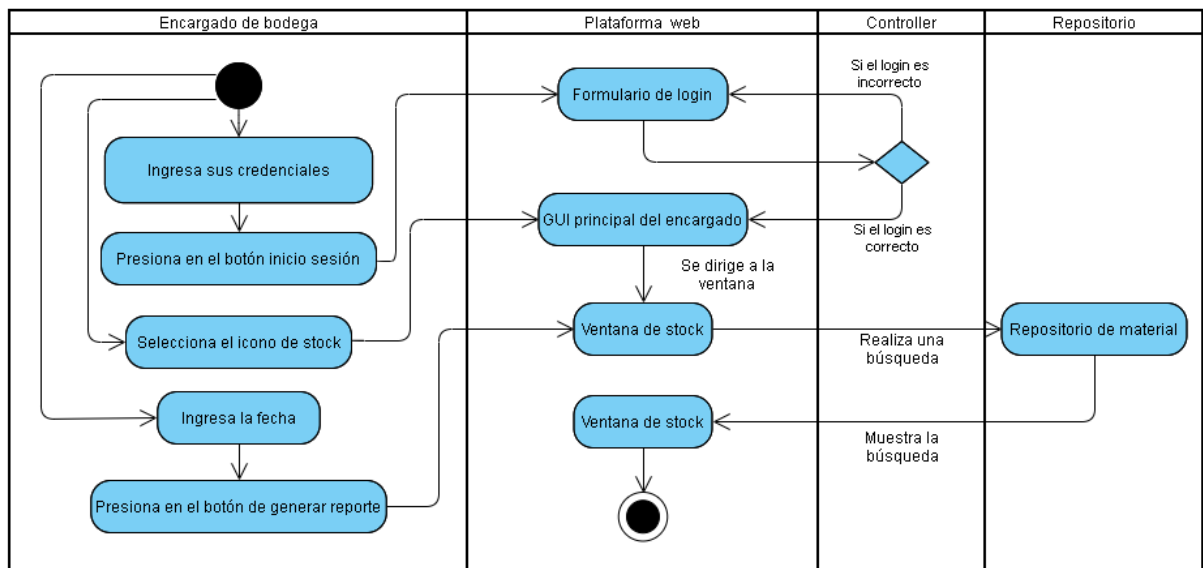 Encargado de bodega
Plataforma web
Controller
Repositorio
Si el login es
incorrecto
Formulario de login
Ingresa sus credenciales
GUI principal del encargado
Si el login es
correcto
Presiona en el botón inicio sesión
Se dirige a la
ventana
Selecciona el icono de stock
Ventana de stock
Realiza una
búsqueda
Repositorio de material
Ingresa la fecha
Ventana de stock
Muestra la
búsqueda
Presiona en el botón de generar reporte